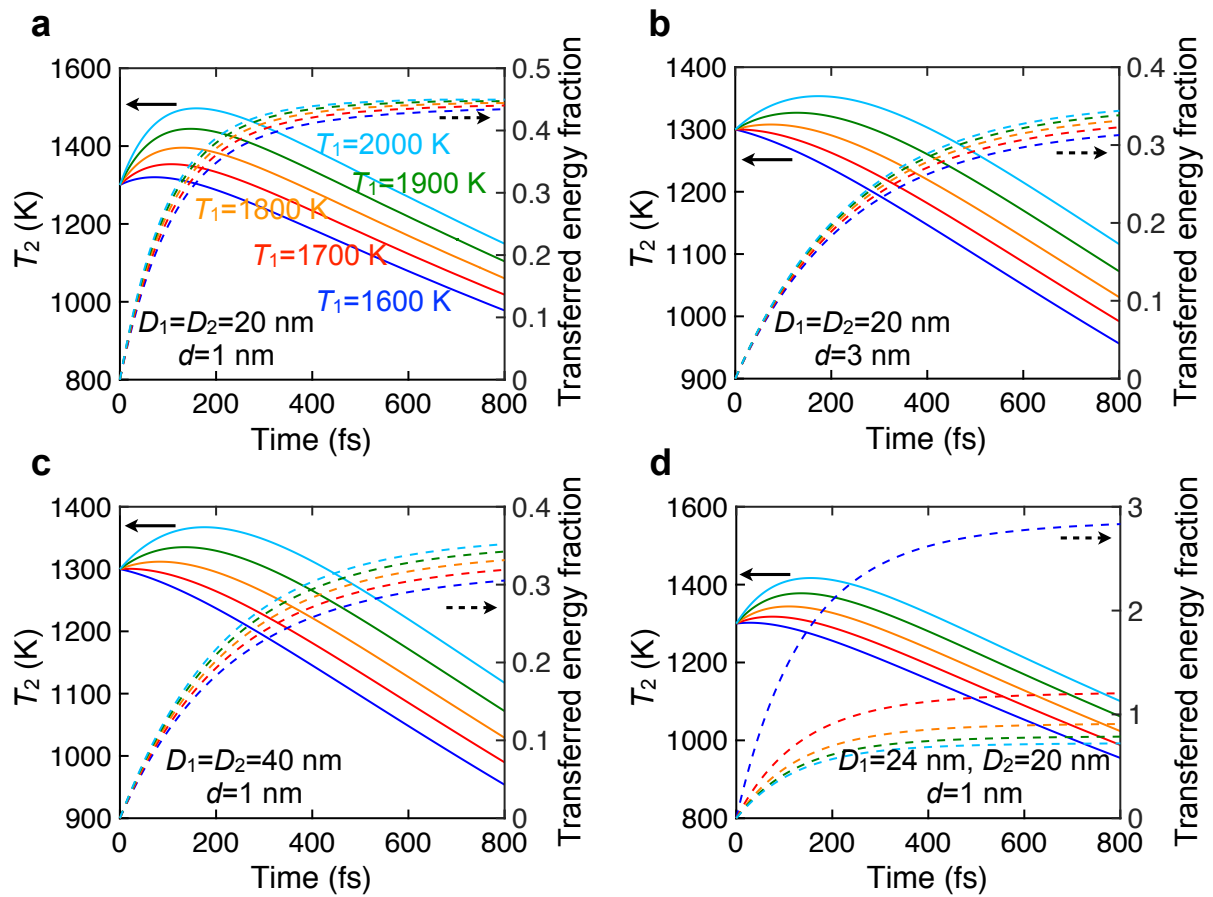 a
1600
1400
1200
1000
800
T2 (K)
0 200 400 600 800
Time (fs)
0.5
0.4
0.3
0.2
0.1
0
Transferred energy fraction
T1=2000 K
T1=1900 K
T1=1800 K
T1=1700 K
T1=1600 K
D1=D2=20 nm
d=1 nm
b
1400
1300
1200
1100
1000
900
T2 (K)
0 200 400 600 800
Time (fs)
0.4
0.3
0.2
0.1
0
Transferred energy fraction
D1=D2=20 nm
d=3 nm
c
1400
1300
1200
1100
1000
900
T2 (K)
0 200 400 600 800
Time (fs)
0.4
0.3
0.2
0.1
0
Transferred energy fraction
D1=D2=40 nm
d=1 nm
d
1600
1400
1200
1000
800
T2 (K)
0 200 400 600 800
Time (fs)
3
2
1
0
Transferred energy fraction
D1=24 nm, D2=20 nm
d=1 nm